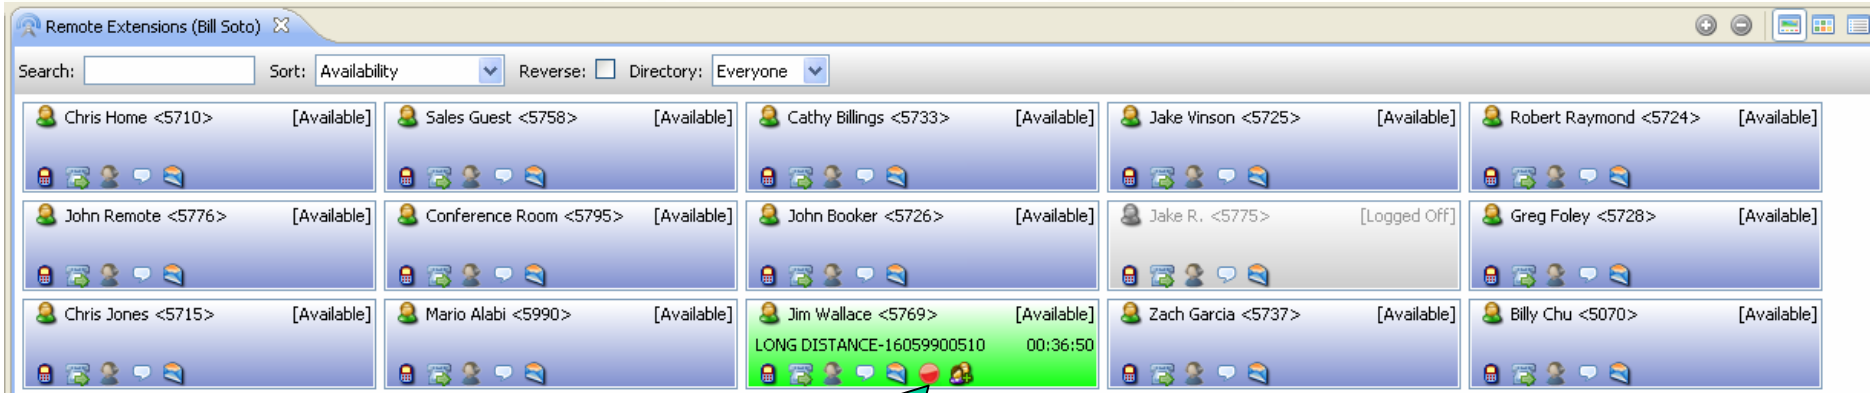 Remote Extensions (Bill Soto)
Search: Sort: Availability Reverse: Directory: Everyone
Chris Home <5710> [Available] Sales Guest <5758> [Available] Cathy Billings <5733> [Available] Jake Vinson <5725> [Available] Robert Raymond <5724> [Available]
John Remote <5776> [Available] Conference Room <5795> [Available] John Booker <5726> [Available] Jake R. <5775> [Logged Off] Greg Foley <5728> [Available]
Chris Jones <5715> [Available] Mario Alabi <5990> [Available] Jim Wallace <5769> [Available] Zach Garcia <5737> [Available] Billy Chu <5070> [Available]
LONG DISTANCE-16059900510 00:36:50